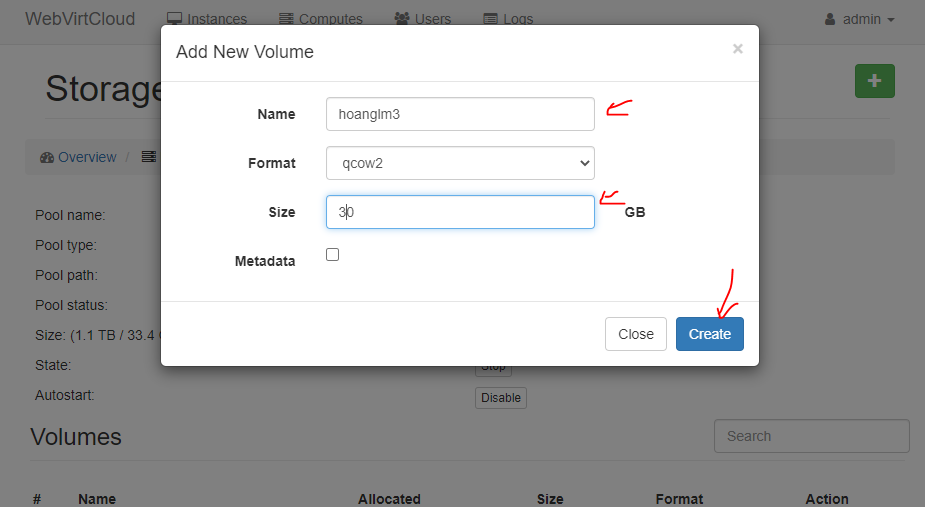 WebVirtCloud Instances Computes Users Logs admin
Add New Volume ×
Storage
Name hoanglm3
Format qcow2
Overview /
Size 30 GB
Pool name:
Pool type:
Metadata
Pool path:
Pool status:
Size: (1.1 TB / 33.4
Close Create
State: Stop
Autostart: Disable
Volumes Search
# Name Allocated Size Format Action